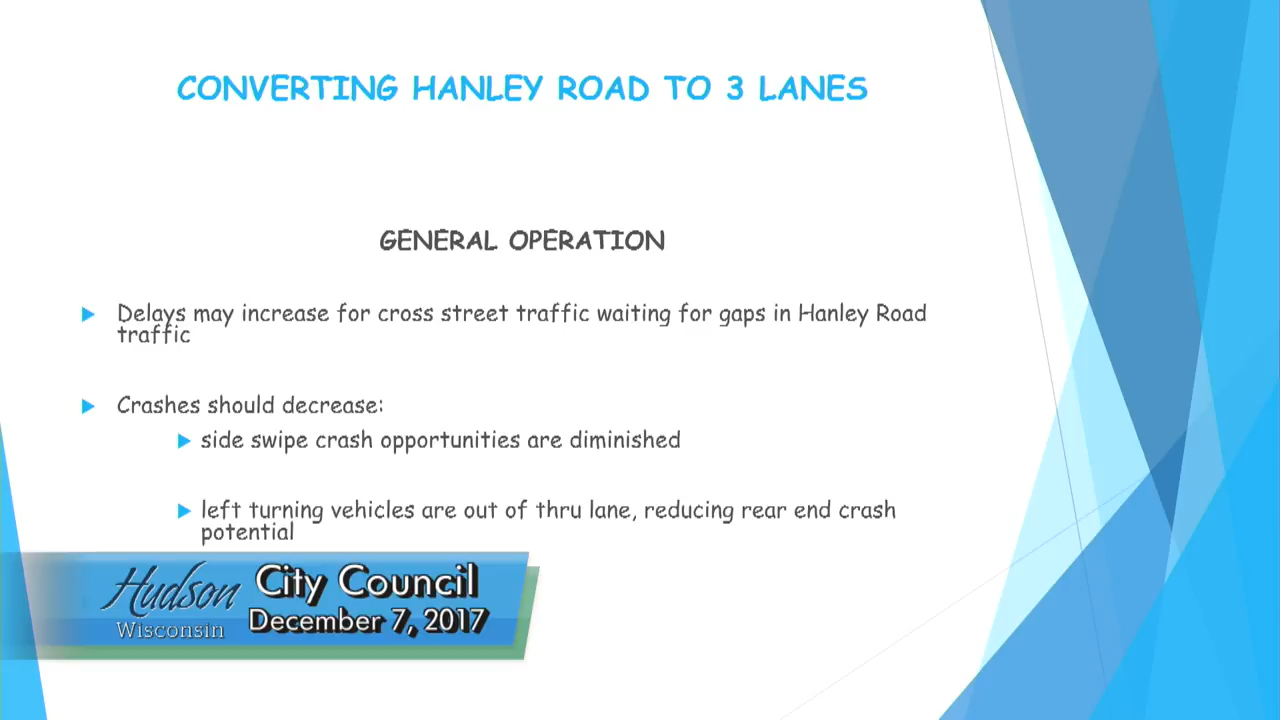 CONVERTING HANLEY ROAD TO 3 LANES
GENERAL OPERATION
Delays may increase for cross street traffic waiting for gaps in Hanley Road
traffic
Crashes should decrease:
side swipe crash opportunities are diminished
left turning vehicles are out of thru lane, reducing rear end crash
potential
Hudson City Council
Wisconsin December 7, 2017